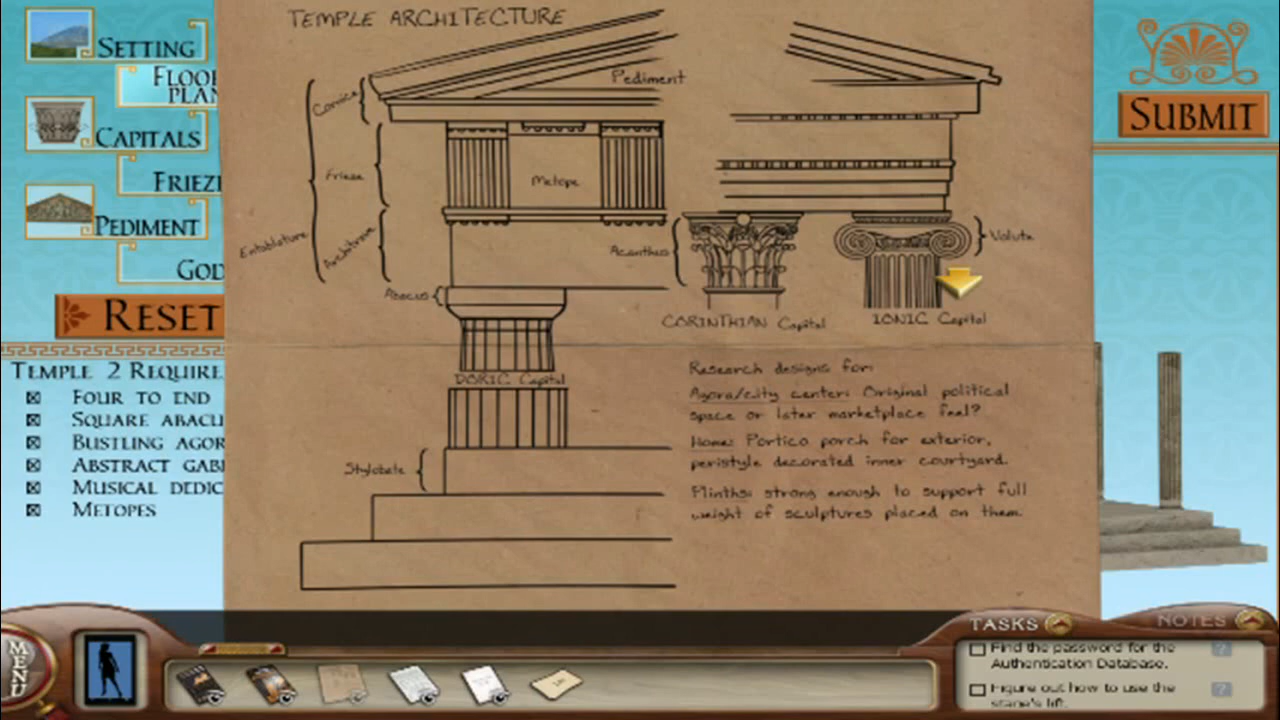 SETTING
FLOOR
PLAN
CAPITALS
FRIEZE
PEDIMENT
GOD
RESET
TEMPLE 2 REQUIRE
FOUR TO END
SQUARE ABACU
BUSTLING AGOR
ABSTRACT GABL
MUSICAL DEDIC
METOPES
TEMPLE ARCHITECTURE
Pediment
Cornice
Frieze
Metope
Entablature
Architrave
Abacus
DORIC Capital
Stylobate
Acanthus
Volute
CORINTHIAN Capital
IONIC Capital
Research designs for:
Agora/city center: Original political
space or later marketplace feel?
Home: Portico porch for exterior,
peristyle decorated inner courtyard.
Plinths: strong enough to support full
weight of sculptures placed on them.
SUBMIT
MENU
TASKS
NOTES
Find the password for the
Authentication Database.
?
Figure out how to use the
stage's lift.
?